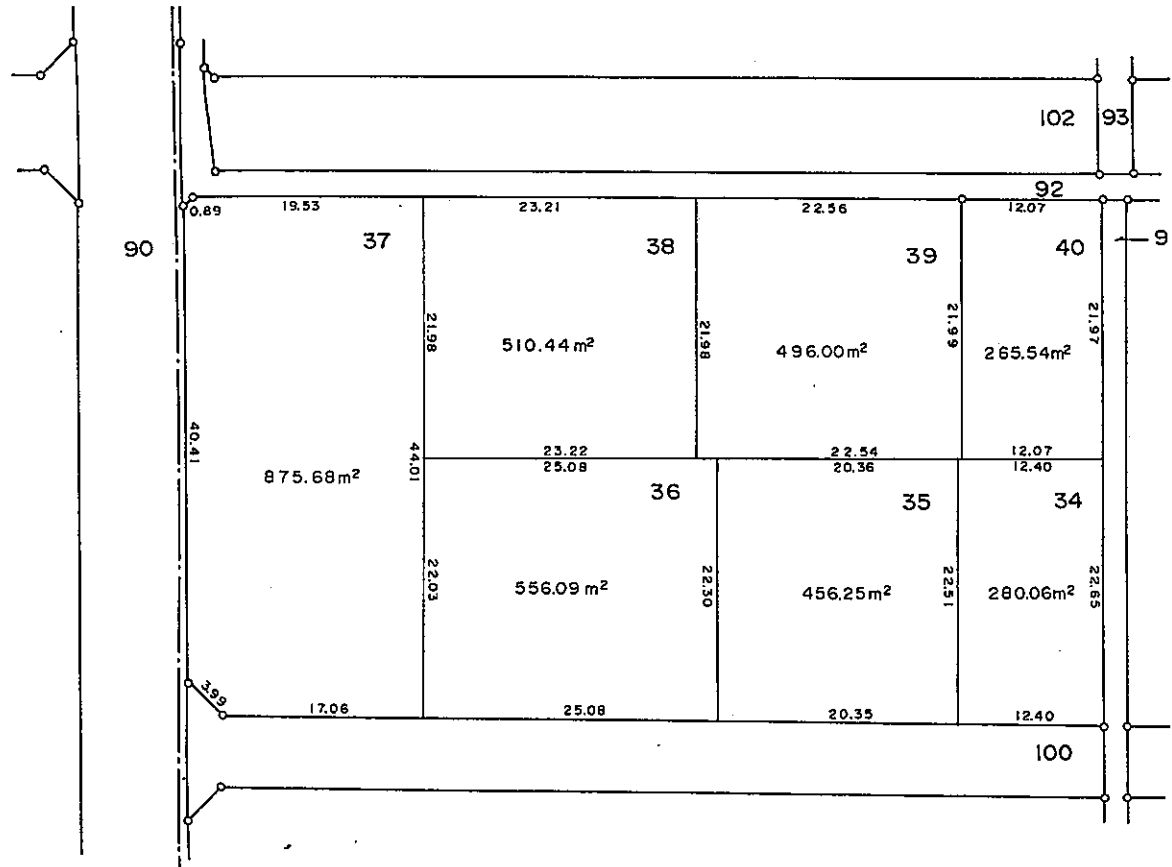 102 93
92
0.89 19.53 23.21 22.56 12.07
90 37 38 39 40 9
21.98 21.98 21.99 21.97
510.44m² 496.00m² 265.54m²
40.41 44.01
23.22 22.54 12.07
25.08 20.36 12.40
875.68m² 36 35 34
22.03 22.30 22.51 22.65
556.09m² 456.25m² 280.06m²
3.99
17.06 25.08 20.35 12.40
100